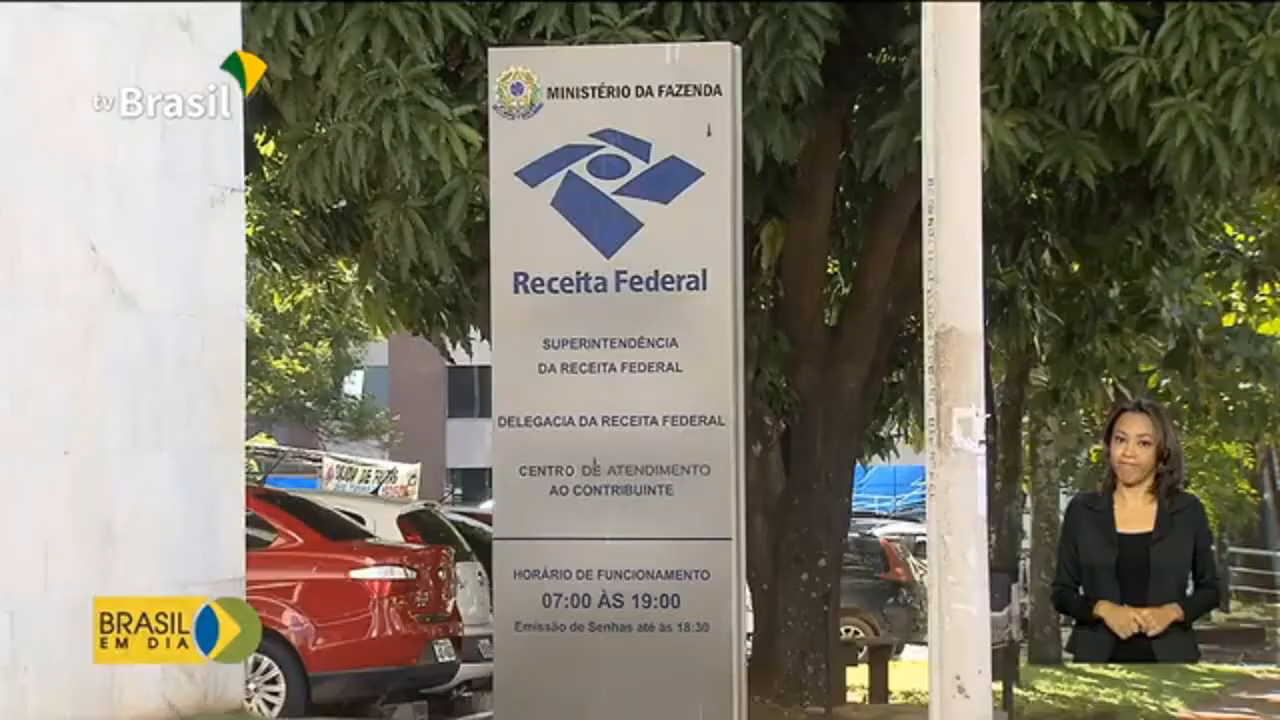 tv Brasil
MINISTÉRIO DA FAZENDA
Receita Federal
SUPERINTENDÊNCIA
DA RECEITA FEDERAL
DELEGACIA DA RECEITA FEDERAL
CENTRO DE ATENDIMENTO
AO CONTRIBUINTE
HORÁRIO DE FUNCIONAMENTO
07:00 ÀS 19:00
Emissão de Senhas até às 18:30
BRASIL
EM DIA